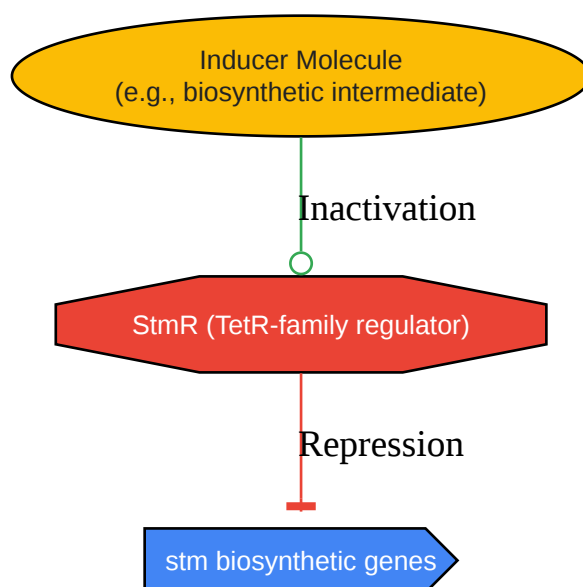 Inducer Molecule
(e.g., biosynthetic intermediate)
Inactivation
StmR (TetR-family regulator)
Repression
stm biosynthetic genes